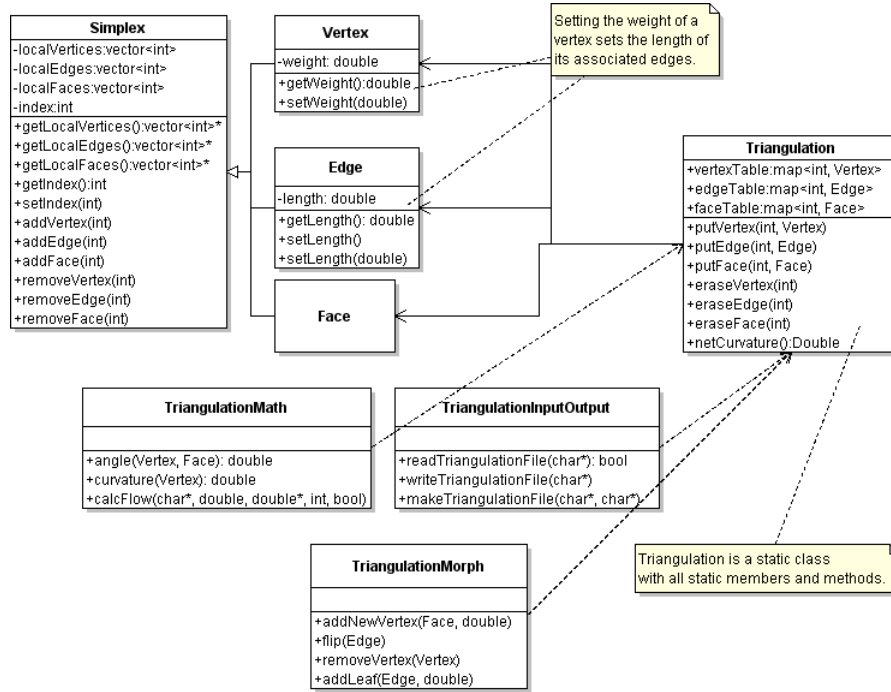 Simplex
-localVertices:vector<int>
-localEdges:vector<int>
-localFaces:vector<int>
-index:int
+getLocalVertices():vector<int>*
+getLocalEdges():vector<int>*
+getLocalFaces():vector<int>*
+getIndex():int
+setIndex(int)
+addVertex(int)
+addEdge(int)
+addFace(int)
+removeVertex(int)
+removeEdge(int)
+removeFace(int)
Vertex
-weight: double
+getWeight():double
+setWeight(double)
Edge
-length: double
+getLength(): double
+setLength()
+setLength(double)
Face
Setting the weight of a
vertex sets the length of
its associated edges.
Triangulation
+vertexTable:map<int, Vertex>
+edgeTable:map<int, Edge>
+faceTable:map<int, Face>
+putVertex(int, Vertex)
+putEdge(int, Edge)
+putFace(int, Face)
+eraseVertex(int)
+eraseEdge(int)
+eraseFace(int)
+netCurvature():Double
TriangulationMath
+angle(Vertex, Face): double
+curvature(Vertex): double
+calcFlow(char*, double, double*, int, bool)
TriangulationInputOutput
+readTriangulationFile(char*): bool
+writeTriangulationFile(char*)
+makeTriangulationFile(char*, char*)
TriangulationMorph
+addNewVertex(Face, double)
+flip(Edge)
+removeVertex(Vertex)
+addLeaf(Edge, double)
Triangulation is a static class
with all static members and methods.